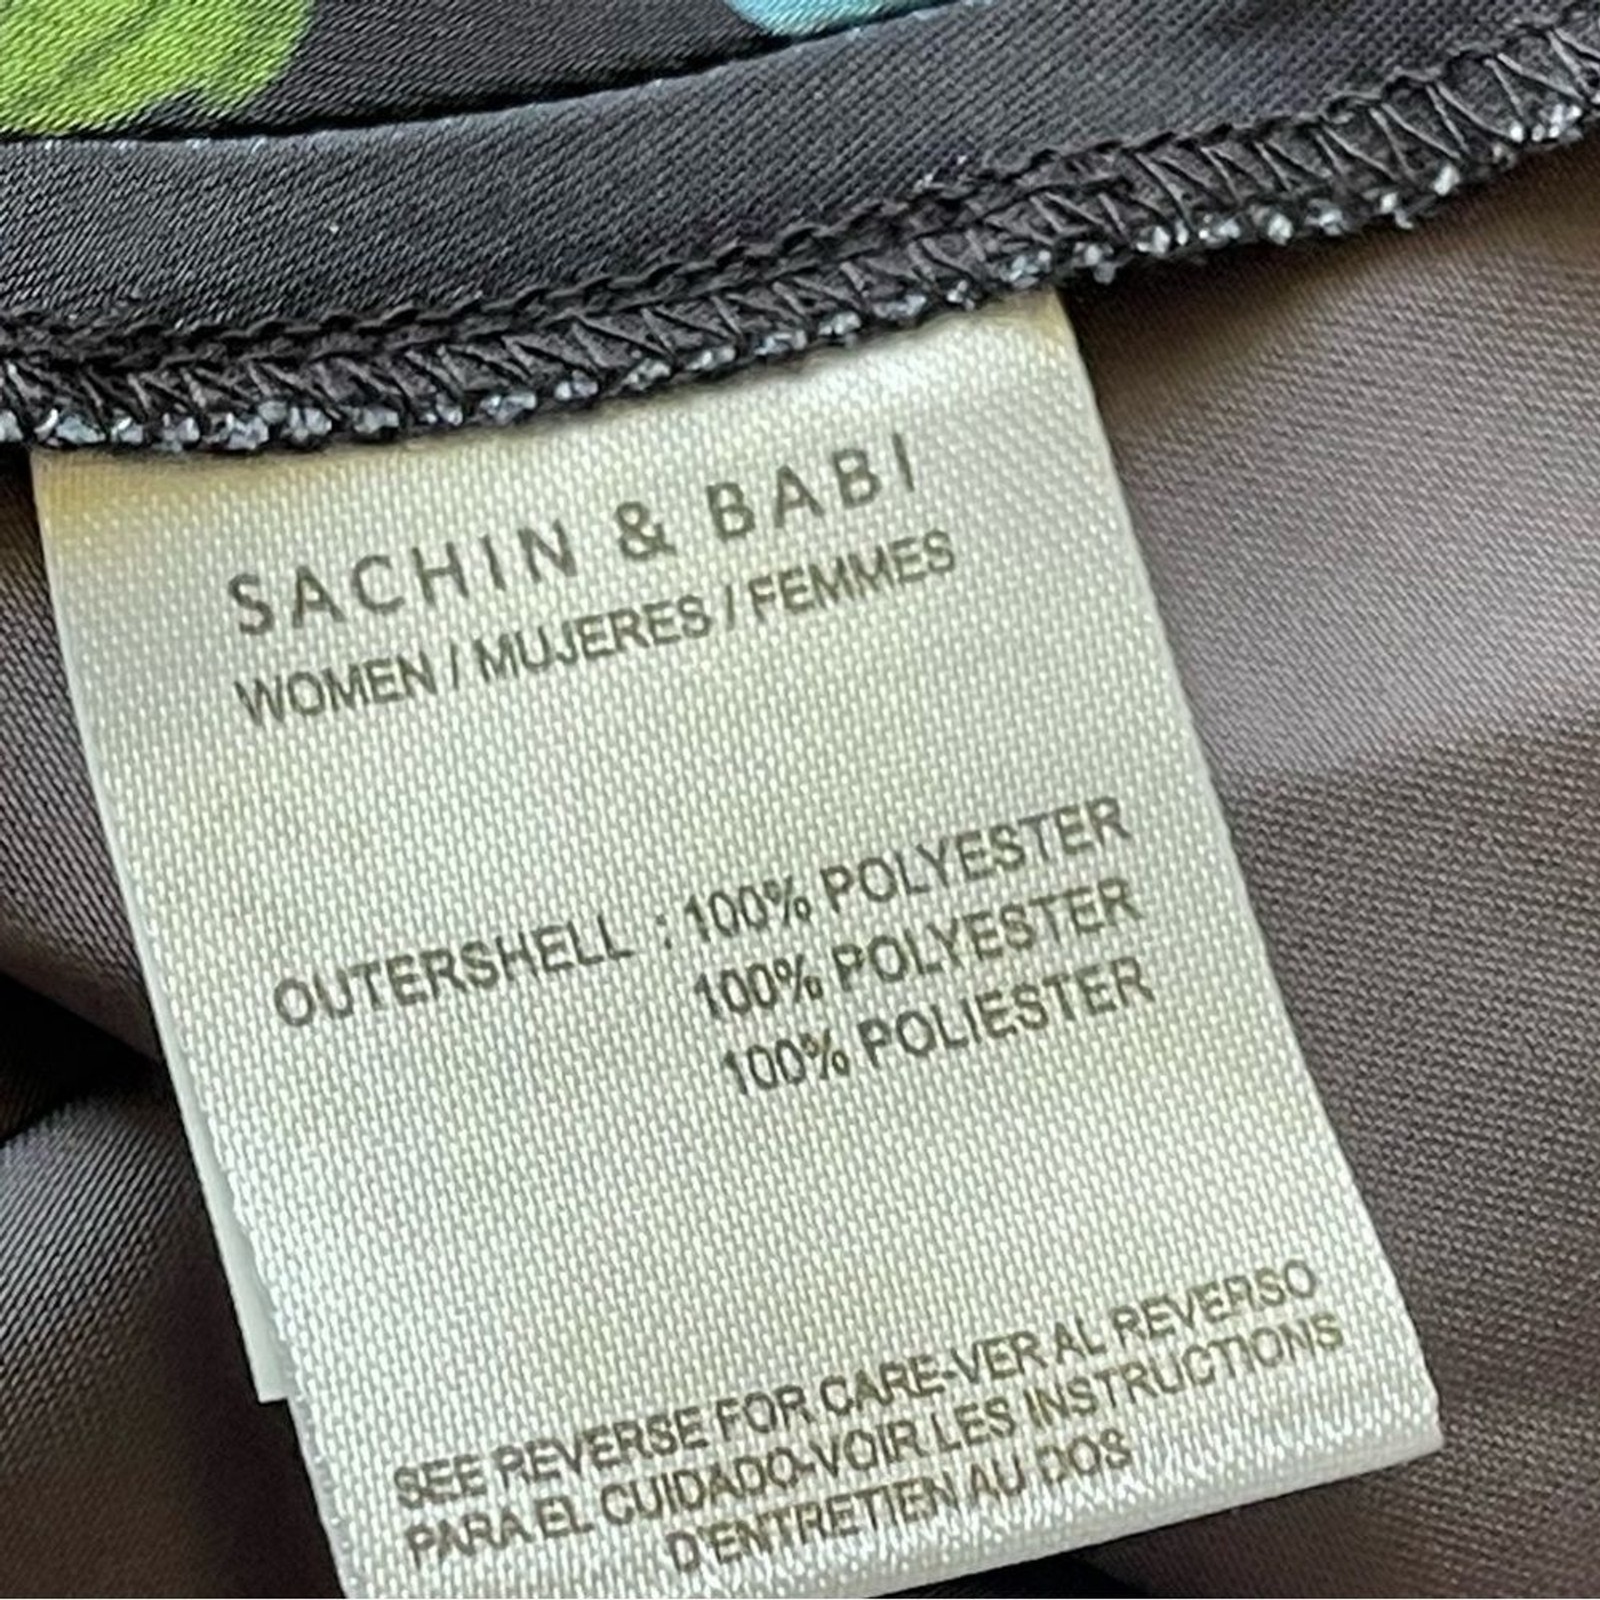 SACHIN & BABI
WOMEN / MUJERES / FEMMES
OUTERSHELL : 100% POLYESTER
100% POLYESTER
100% POLIESTER
SEE REVERSE FOR CARE-VER AL REVERSO
PARA EL CUIDADO-VOIR LES INSTRUCTIONS
D'ENTRETIEN AU DOS